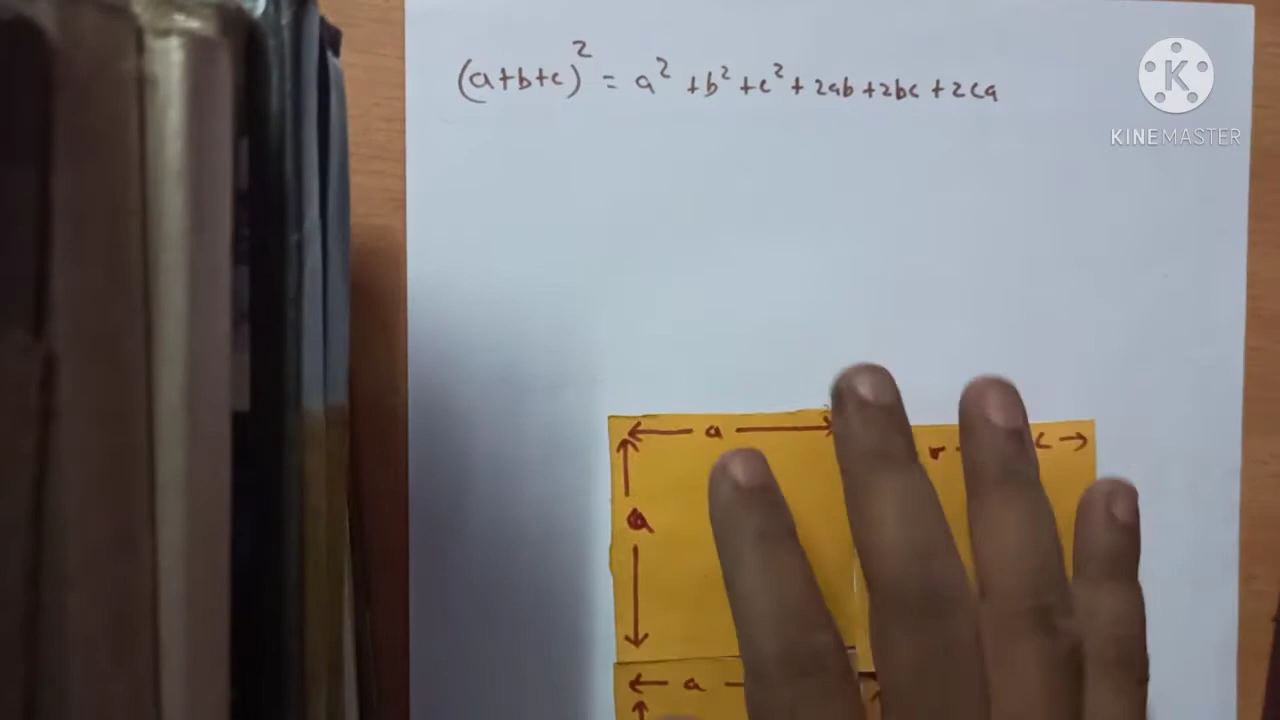 (a+b+c)² = a² + b² + c² + 2ab + 2bc + 2ca
K
KINEMASTER
a
c
a
a